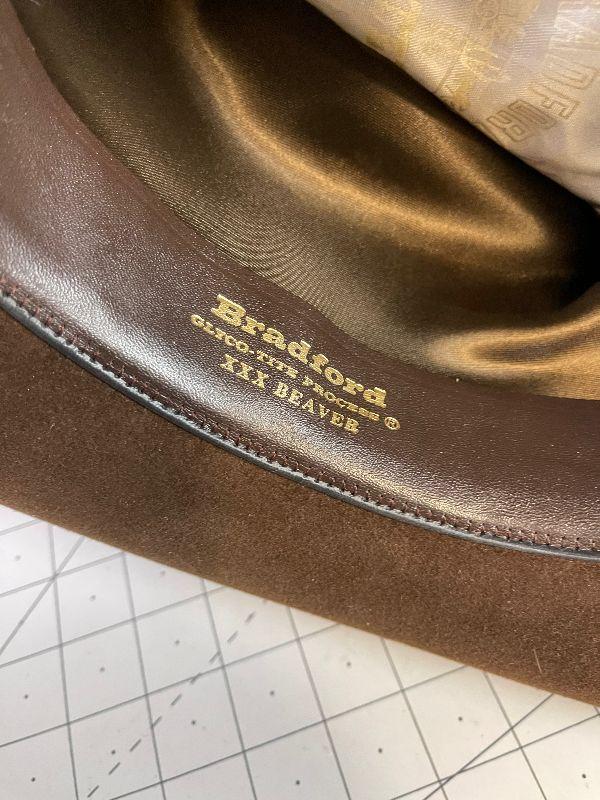 Bradford
GLYCO-TITE PROCESS ®
XXX BEAVER